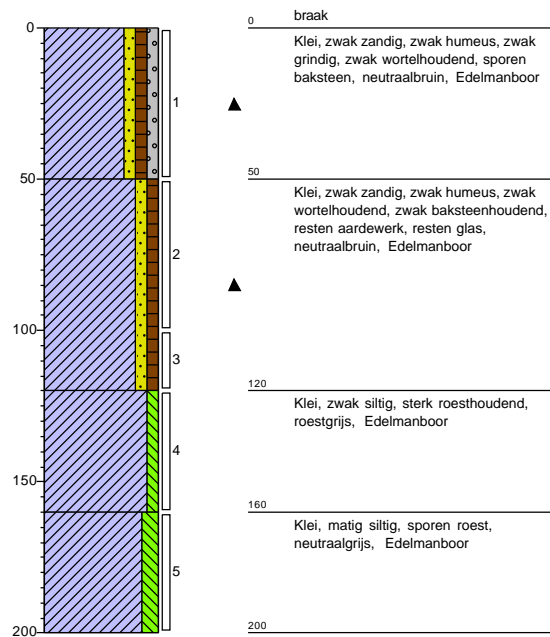 braak
0
0
Klei, zwak zandig, zwak humeus, zwak
grindig, zwak wortelhoudend, sporen
baksteen, neutraalbruin, Edelmanboor
1
50
50
Klei, zwak zandig, zwak humeus, zwak
wortelhoudend, zwak baksteenhoudend,
resten aardewerk, resten glas,
neutraalbruin, Edelmanboor
2
100
3
120
Klei, zwak siltig, sterk roesthoudend,
roestgrijs, Edelmanboor
4
150
160
Klei, matig siltig, sporen roest,
neutraalgrijs, Edelmanboor
5
200
200